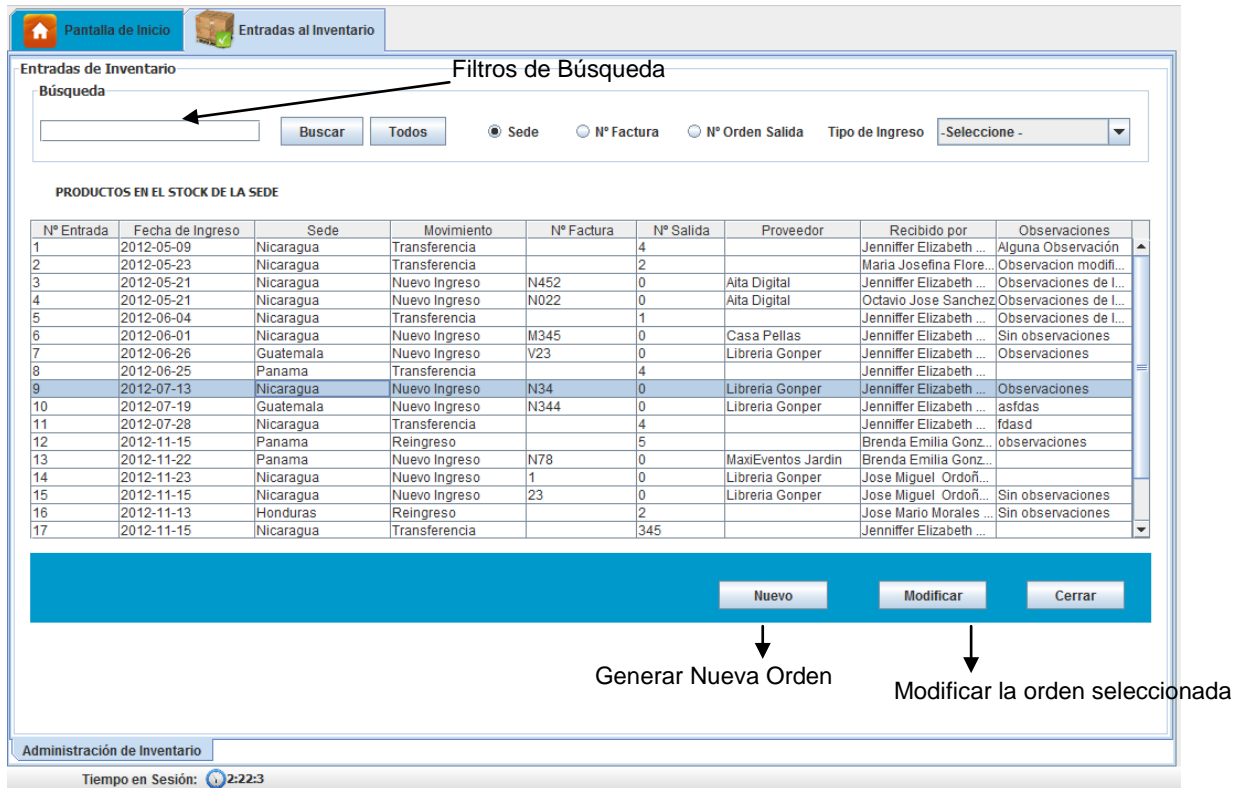 Pantalla de Inicio Entradas al Inventario
Entradas de Inventario
Filtros de Búsqueda
Búsqueda
Buscar Todos Sede Nº Factura Nº Orden Salida Tipo de Ingreso -Seleccione -
PRODUCTOS EN EL STOCK DE LA SEDE
Nº Entrada Fecha de Ingreso Sede Movimiento Nº Factura Nº Salida Proveedor Recibido por Observaciones
1 2012-05-09 Nicaragua Transferencia 4 Jenniffer Elizabeth ... Alguna Observación
2 2012-05-23 Nicaragua Transferencia 2 Maria Josefina Flore... Observacion modifi...
3 2012-05-21 Nicaragua Nuevo Ingreso N452 0 Aita Digital Jenniffer Elizabeth ... Observaciones de l...
4 2012-05-21 Nicaragua Nuevo Ingreso N022 0 Aita Digital Octavio Jose Sanchez Observaciones de l...
5 2012-06-04 Nicaragua Transferencia 1 Jenniffer Elizabeth ... Observaciones de l...
6 2012-06-01 Nicaragua Nuevo Ingreso M345 0 Casa Pellas Jenniffer Elizabeth ... Sin observaciones
7 2012-06-26 Guatemala Nuevo Ingreso V23 0 Libreria Gonper Jenniffer Elizabeth ... Observaciones
8 2012-06-25 Panama Transferencia 4 Jenniffer Elizabeth ...
9 2012-07-13 Nicaragua Nuevo Ingreso N34 0 Libreria Gonper Jenniffer Elizabeth ... Observaciones
10 2012-07-19 Guatemala Nuevo Ingreso N344 0 Libreria Gonper Jenniffer Elizabeth ... asfdas
11 2012-07-28 Nicaragua Transferencia 4 Jenniffer Elizabeth ... fdasd
12 2012-11-15 Panama Reingreso 5 Brenda Emilia Gonz... observaciones
13 2012-11-22 Panama Nuevo Ingreso N78 0 MaxiEventos Jardin Brenda Emilia Gonz...
14 2012-11-23 Nicaragua Nuevo Ingreso 1 0 Libreria Gonper Jose Miguel Ordoñ...
15 2012-11-15 Nicaragua Nuevo Ingreso 23 0 Libreria Gonper Jose Miguel Ordoñ... Sin observaciones
16 2012-11-13 Honduras Reingreso 2 Jose Mario Morales ... Sin observaciones
17 2012-11-15 Nicaragua Transferencia 345 Jenniffer Elizabeth ...
Nuevo Modificar Cerrar
Generar Nueva Orden
Modificar la orden seleccionada
Administración de Inventario
Tiempo en Sesión: 2:22:3